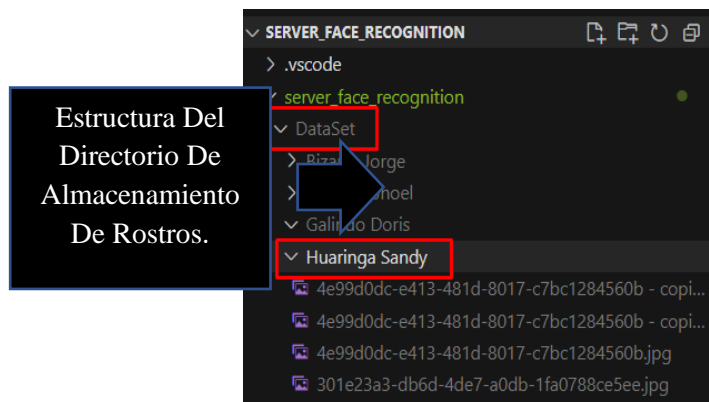 SERVER_FACE_RECOGNITION
.vscode
server_face_recognition
Estructura Del
Directorio De
Almacenamiento
De Rostros.
DataSet
Jorge
Galindo Doris
Huaringa Sandy
4e99d0dc-e413-481d-8017-c7bc1284560b - copi...
4e99d0dc-e413-481d-8017-c7bc1284560b - copi...
4e99d0dc-e413-481d-8017-c7bc1284560b.jpg
301e23a3-db6d-4de7-a0db-1fa0788ce5ee.jpg